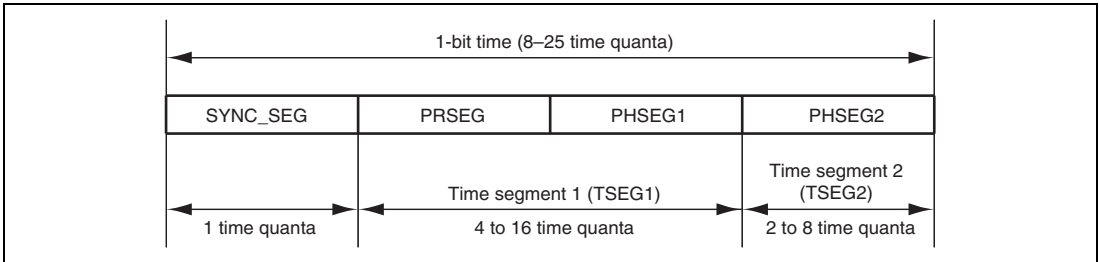 1-bit time (8–25 time quanta)
SYNC_SEG PRSEG PHSEG1 PHSEG2
Time segment 1 (TSEG1)
Time segment 2
(TSEG2)
1 time quanta 4 to 16 time quanta 2 to 8 time quanta